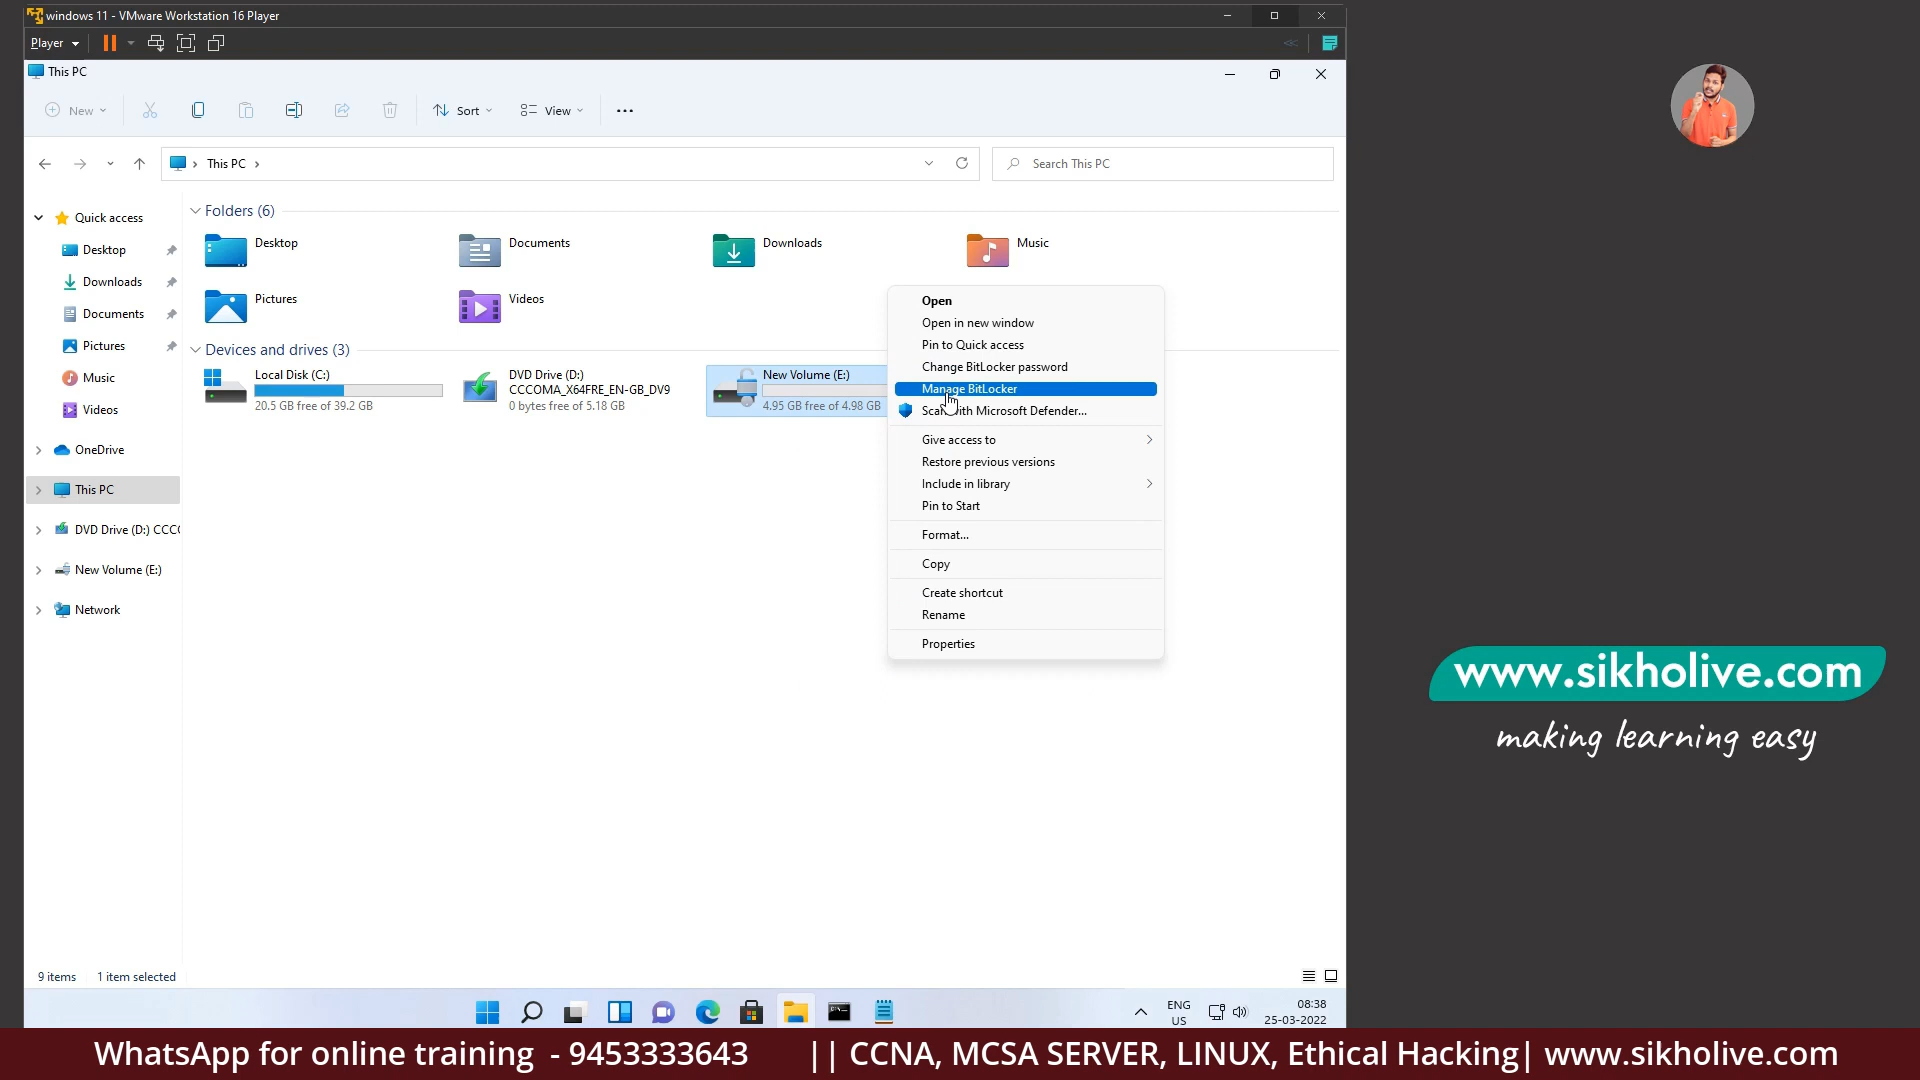 windows 11 - VMware Workstation 16 Player
Player
This PC
New
Sort
View
This PC
Search This PC
Quick access
Desktop
Downloads
Documents
Pictures
Music
Videos
OneDrive
This PC
DVD Drive (D:) CCC
New Volume (E:)
Network
Folders (6)
Desktop
Documents
Downloads
Music
Pictures
Videos
Devices and drives (3)
Local Disk (C:)
20.5 GB free of 39.2 GB
DVD Drive (D:)
CCCOMA_X64FRE_EN-GB_DV9
0 bytes free of 5.18 GB
New Volume (E:)
4.95 GB free of 4.98 GB
Open
Open in new window
Pin to Quick access
Change BitLocker password
Manage BitLocker
Scan with Microsoft Defender...
Give access to
Restore previous versions
Include in library
Pin to Start
Format...
Copy
Create shortcut
Rename
Properties
9 items 1 item selected
ENG
US
08:38
25-03-2022
www.sikholive.com
making learning easy
WhatsApp for online training - 9453333643 || CCNA, MCSA SERVER, LINUX, Ethical Hacking| www.sikholive.com